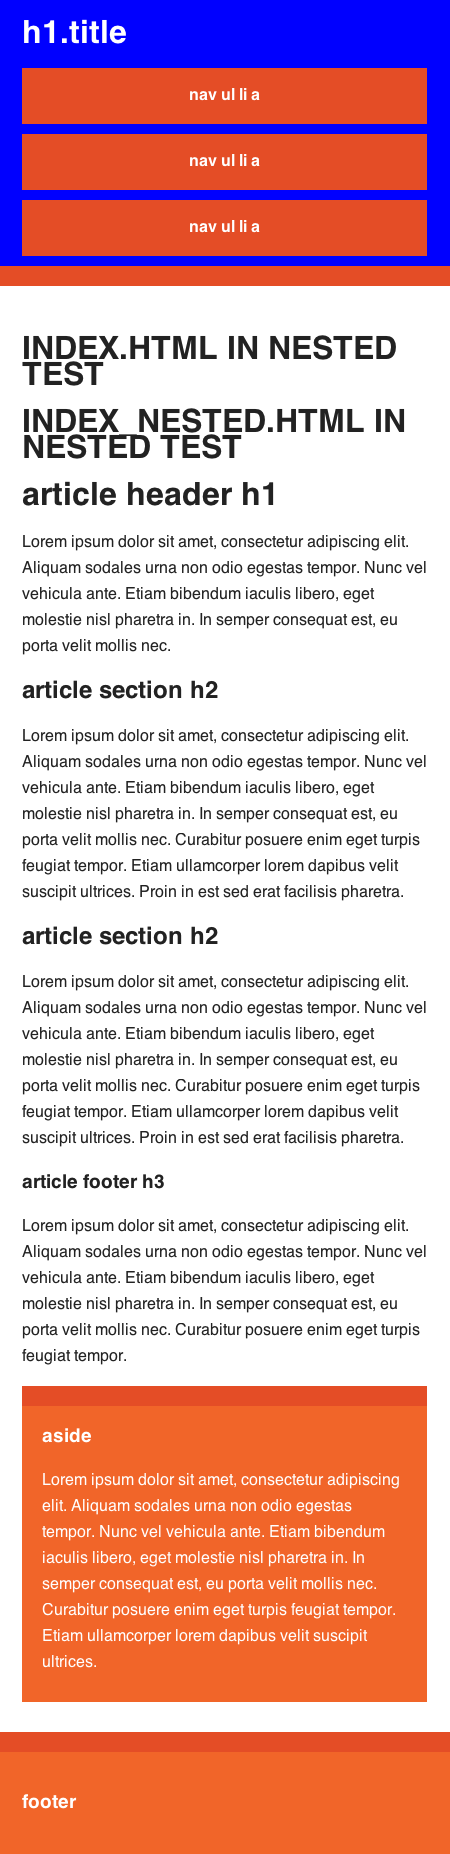 h1.title
nav ul li a
nav ul li a
nav ul li a
INDEX.HTML IN NESTED
TEST
INDEX_NESTED.HTML IN
NESTED TEST
article header h1
Lorem ipsum dolor sit amet, consectetur adipiscing elit.
Aliquam sodales urna non odio egestas tempor. Nunc vel
vehicula ante. Etiam bibendum iaculis libero, eget
molestie nisl pharetra in. In semper consequat est, eu
porta velit mollis nec.
article section h2
Lorem ipsum dolor sit amet, consectetur adipiscing elit.
Aliquam sodales urna non odio egestas tempor. Nunc vel
vehicula ante. Etiam bibendum iaculis libero, eget
molestie nisl pharetra in. In semper consequat est, eu
porta velit mollis nec. Curabitur posuere enim eget turpis
feugiat tempor. Etiam ullamcorper lorem dapibus velit
suscipit ultrices. Proin in est sed erat facilisis pharetra.
article section h2
Lorem ipsum dolor sit amet, consectetur adipiscing elit.
Aliquam sodales urna non odio egestas tempor. Nunc vel
vehicula ante. Etiam bibendum iaculis libero, eget
molestie nisl pharetra in. In semper consequat est, eu
porta velit mollis nec. Curabitur posuere enim eget turpis
feugiat tempor. Etiam ullamcorper lorem dapibus velit
suscipit ultrices. Proin in est sed erat facilisis pharetra.
article footer h3
Lorem ipsum dolor sit amet, consectetur adipiscing elit.
Aliquam sodales urna non odio egestas tempor. Nunc vel
vehicula ante. Etiam bibendum iaculis libero, eget
molestie nisl pharetra in. In semper consequat est, eu
porta velit mollis nec. Curabitur posuere enim eget turpis
feugiat tempor.
aside
Lorem ipsum dolor sit amet, consectetur adipiscing
elit. Aliquam sodales urna non odio egestas
tempor. Nunc vel vehicula ante. Etiam bibendum
iaculis libero, eget molestie nisl pharetra in. In
semper consequat est, eu porta velit mollis nec.
Curabitur posuere enim eget turpis feugiat tempor.
Etiam ullamcorper lorem dapibus velit suscipit
ultrices.
footer